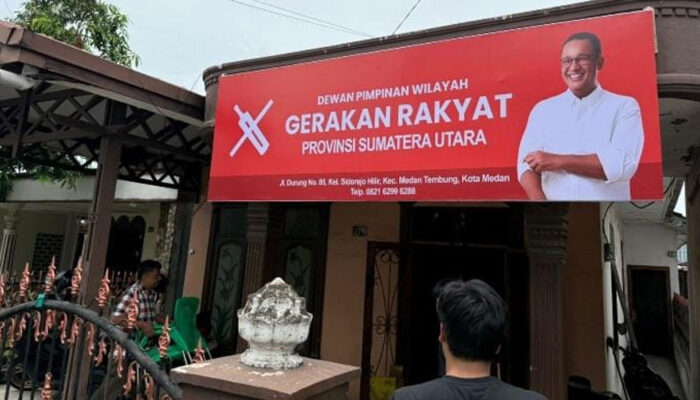 DEWAN PIMPINAN WILAYAH
GERAKAN RAKYAT
PROVINSI SUMATERA UTARA
Jl. Durung No. 85, Kel. Sidorejo Hilir, Kec. Medan Tembung, Kota Medan
Telp. 0821 6299 6288